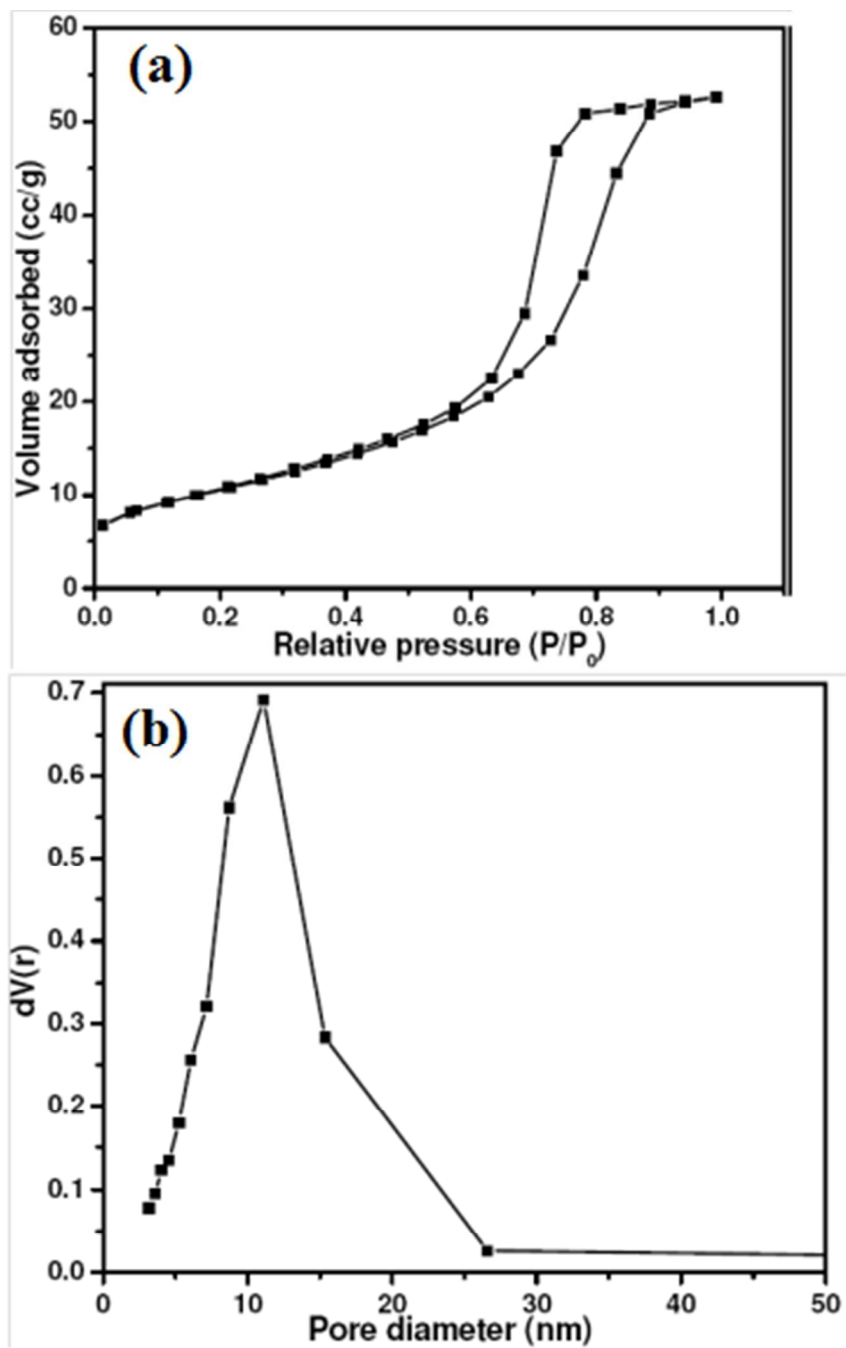 (a)
Volume adsorbed (cc/g)
60
50
40
30
20
10
0
0.0 0.2 0.4 0.6 0.8 1.0
Relative pressure (P/P₀)
(b)
dV(r)
0.7
0.6
0.5
0.4
0.3
0.2
0.1
0.0
0 10 20 30 40 50
Pore diameter (nm)